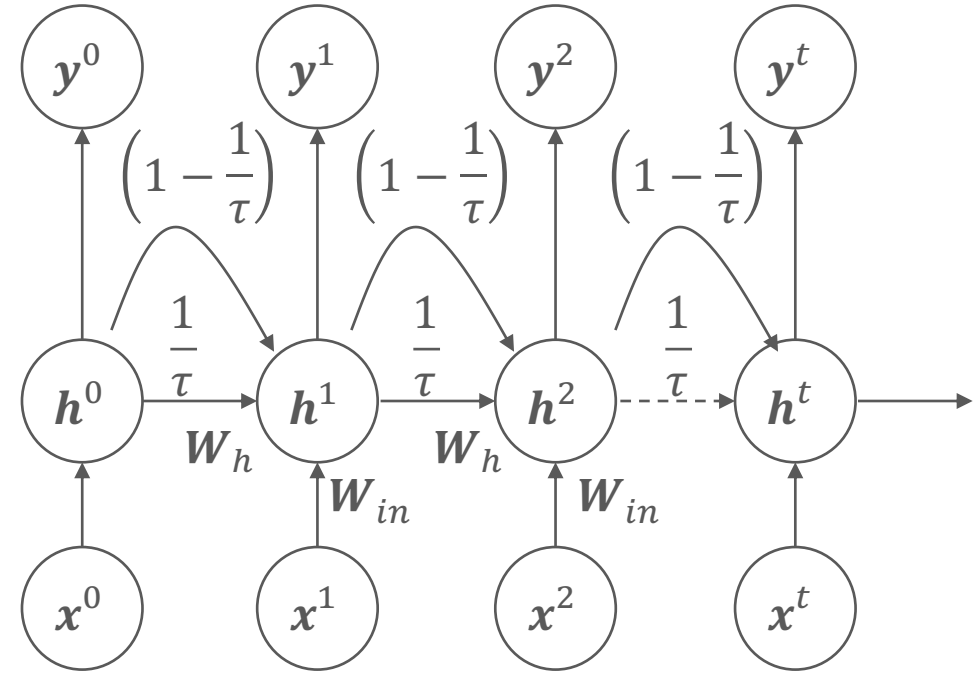 y^0 y^1 y^2 y^t
(1 − 1/τ) (1 − 1/τ) (1 − 1/τ)
1/τ 1/τ 1/τ
h^0 h^1 h^2 h^t
W_h W_h
W_in W_in
x^0 x^1 x^2 x^t